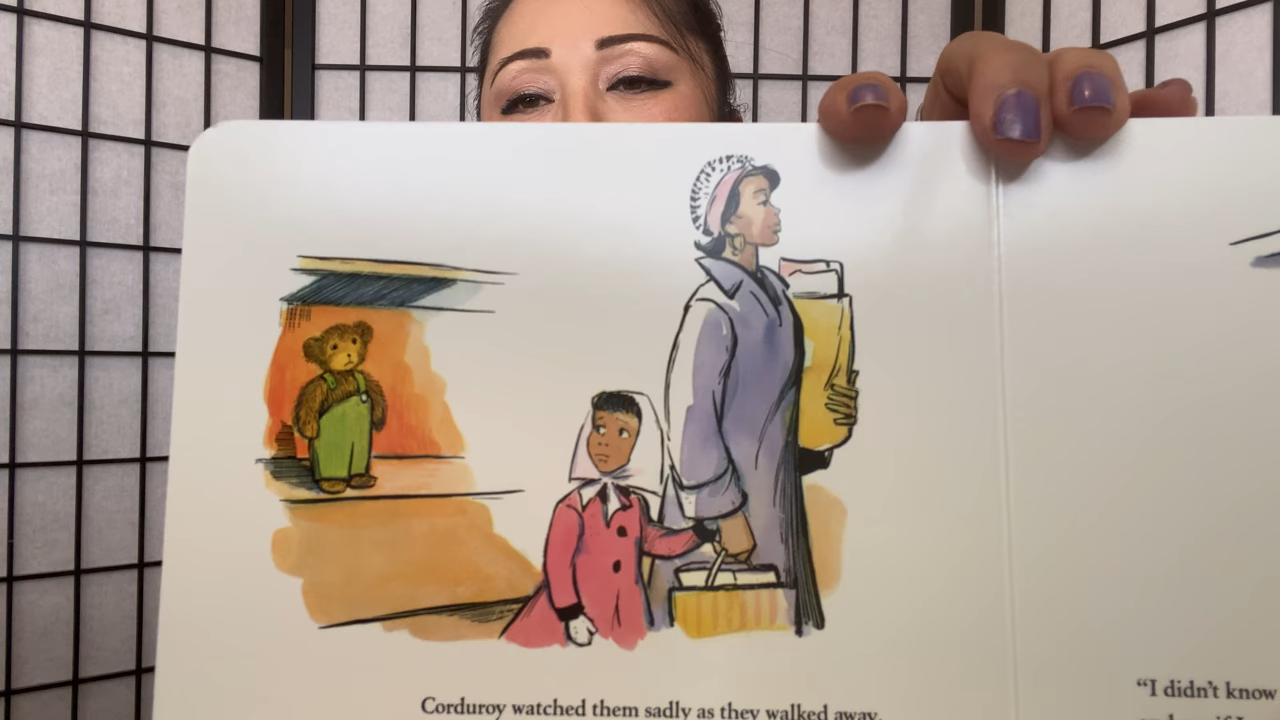 Corduroy watched them sadly as they walked away.
“I didn’t know